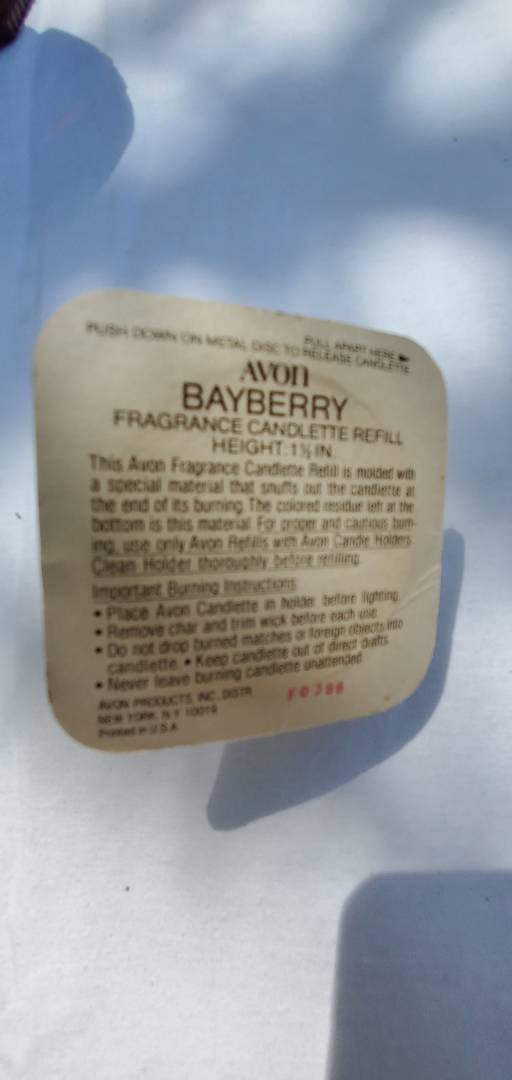 PULL APART HERE
PUSH DOWN ON METAL DISC TO RELEASE CANDLETTE
AVON
BAYBERRY
FRAGRANCE CANDLETTE REFILL
HEIGHT: 1½ IN.
This Avon Fragrance Candlette Refill is molded with
a special material that snuffs out the candlette at
the end of its burning. The colored residue left at the
bottom is this material. For proper and cautious burn-
ing, use only Avon Refills with Avon Candle Holders.
Clean Holder thoroughly before refilling.
Important Burning Instructions:
• Place Avon Candlette in holder before lighting.
• Remove char and trim wick before each use.
• Do not drop burned matches or foreign objects into
candlette. • Keep candlette out of direct drafts.
• Never leave burning candlette unattended.
AVON PRODUCTS, INC., DISTR.
NEW YORK, N.Y. 10019
Printed in U.S.A.